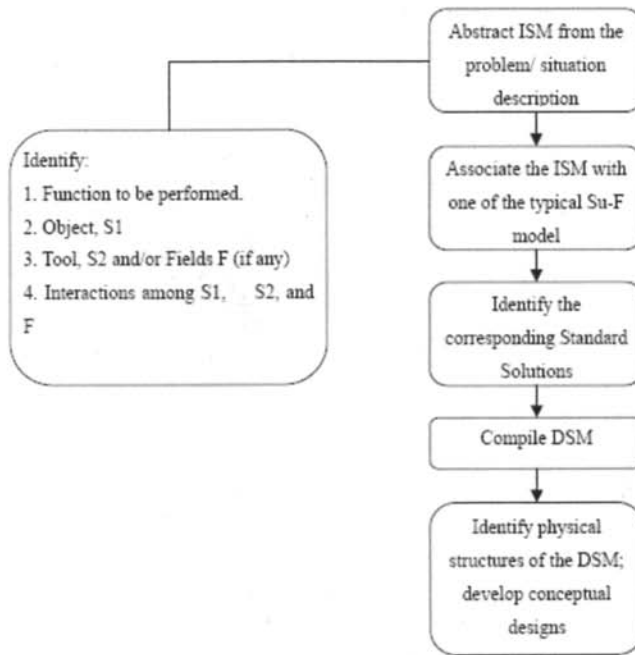 Abstract ISM from the
problem/ situation
description
Identify:
1. Function to be performed.
2. Object, S1
3. Tool, S2 and/or Fields F (if any)
4. Interactions among S1, S2, and
F
Associate the ISM with
one of the typical Su-F
model
Identify the
corresponding Standard
Solutions
Compile DSM
Identify physical
structures of the DSM;
develop conceptual
designs